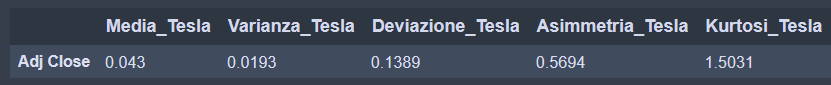 Media_Tesla Varianza_Tesla Deviazione_Tesla Asimmetria_Tesla Kurtosi_Tesla
Adj Close 0.043 0.0193 0.1389 0.5694 1.5031